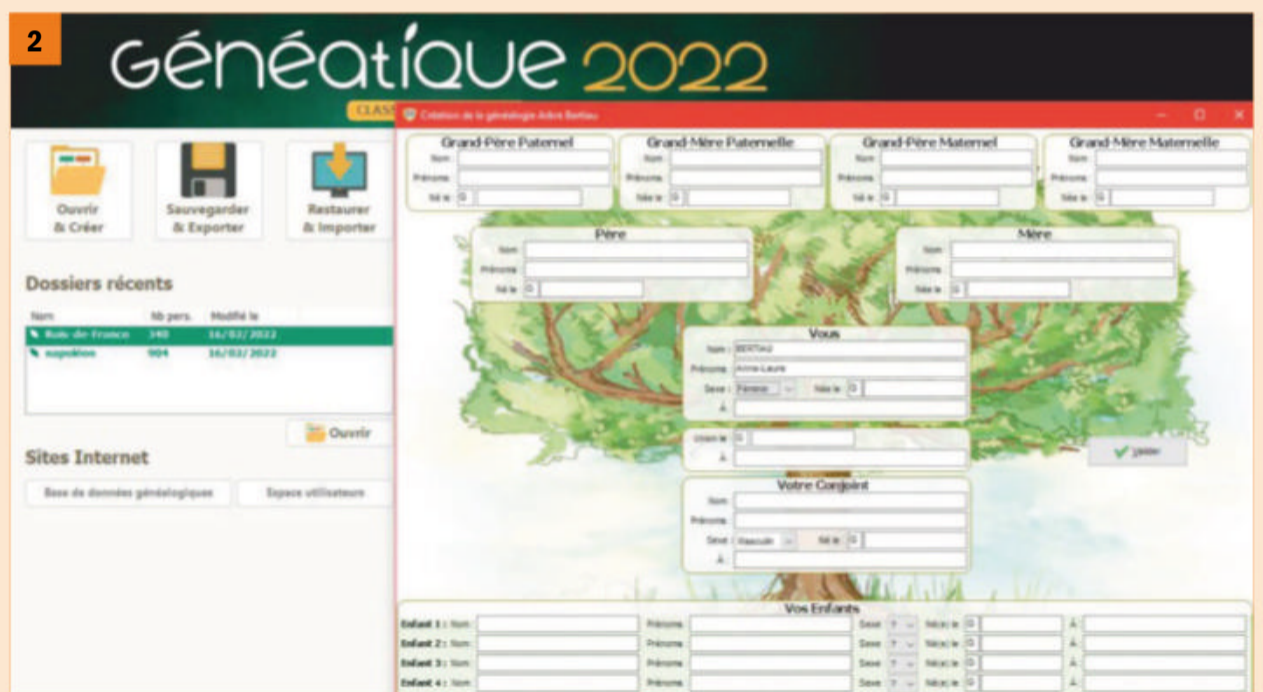 2
Généatique 2022
CLASS
Création de la généalogie Arbre Bertiau
Ouvrir & Créer
Sauvegarder & Exporter
Restaurer & Importer
Dossiers récents
Nom Nb pers. Modifié le
Rois-de-France 340 16/02/2022
napoléon 904 16/02/2022
Ouvrir
Sites Internet
Base de données généalogiques Espace utilisateurs
Grand-Père Paternel Grand-Mère Paternelle Grand-Père Maternel Grand-Mère Maternelle
Nom Nom Nom Nom
Prénoms Prénoms Prénoms Prénoms
Né le G Née le G Né le G Née le G
Père Mère
Nom Nom
Prénoms Prénoms
Né le G Née le G
Vous
Nom : BERTIAU
Prénoms Anne-Laure
Sexe : Féminin Née le G
À
Union le G
À
Valider
Votre Conjoint
Nom
Prénoms
Sexe : Masculin Né le G
À
Vos Enfants
Enfant 1 : Nom Prénoms Sexe ? Né(e) le G À
Enfant 2 : Nom Prénoms Sexe ? Né(e) le G À
Enfant 3 : Nom Prénoms Sexe ? Né(e) le G À
Enfant 4 : Nom Prénoms Sexe ? Né(e) le G À